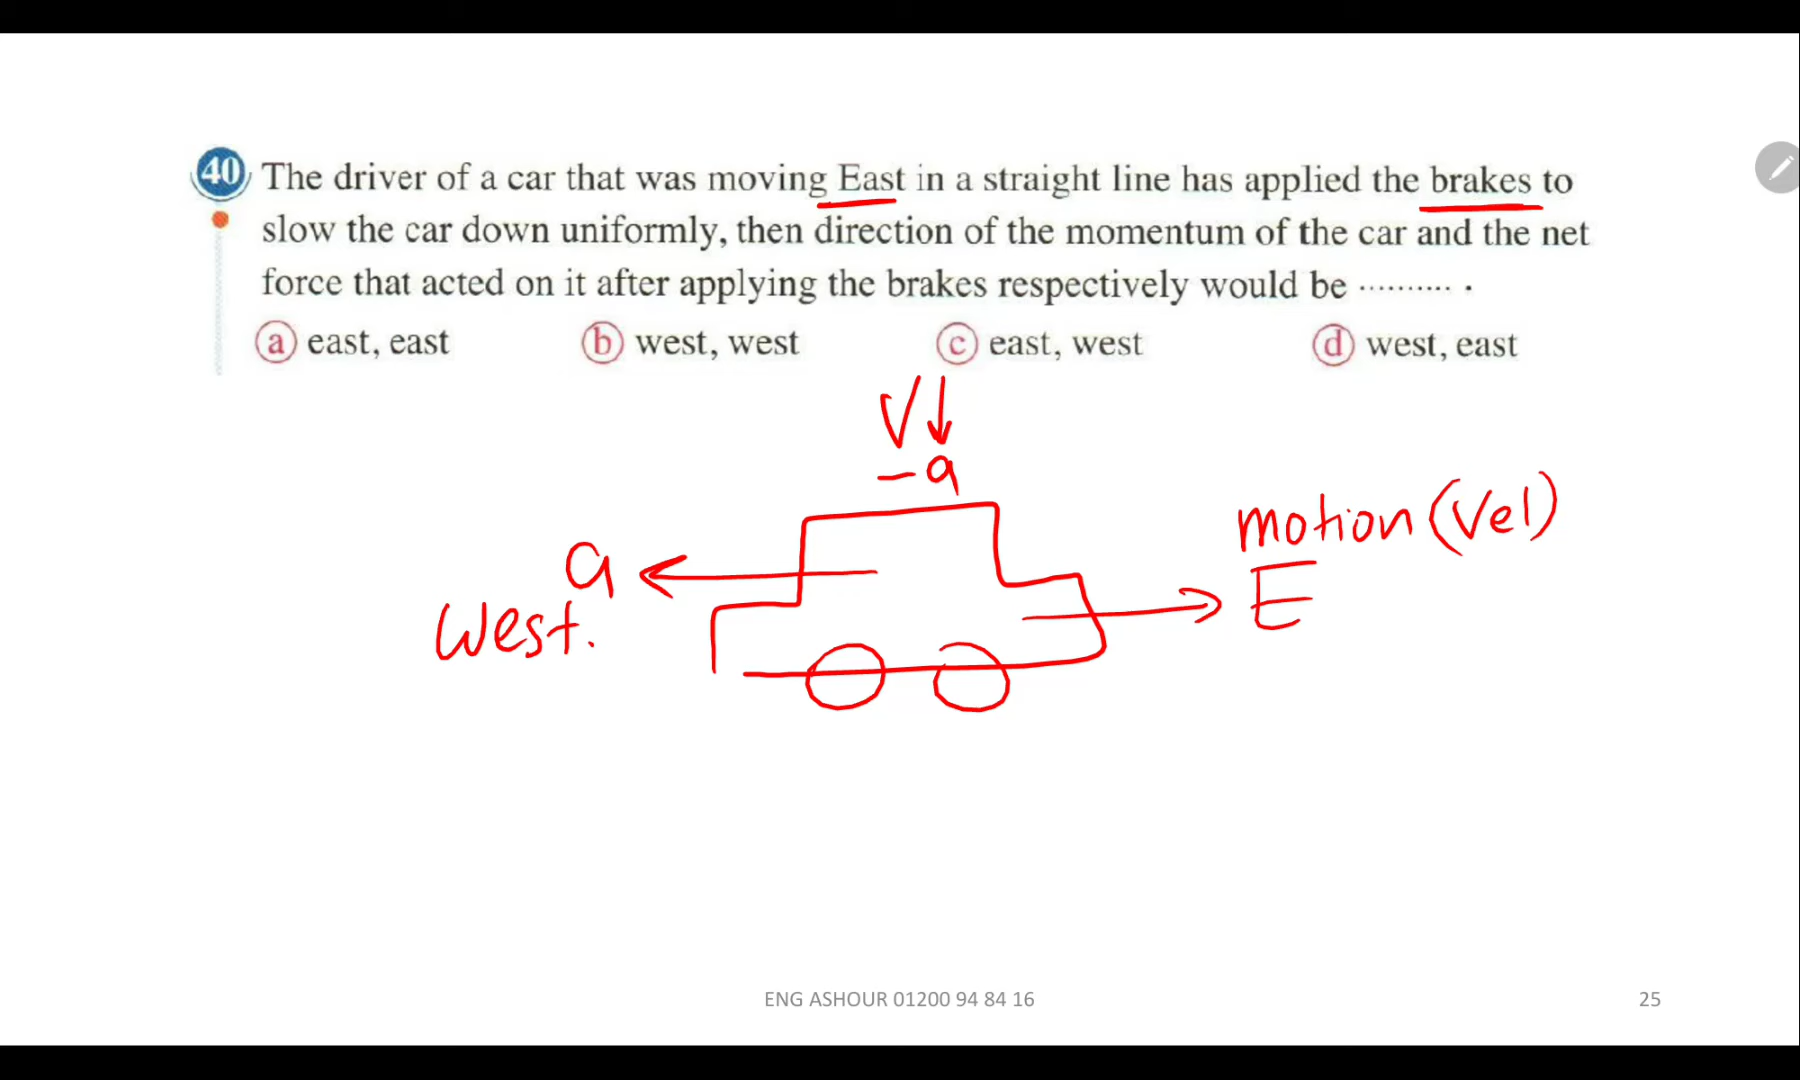 40 The driver of a car that was moving East in a straight line has applied the brakes to
slow the car down uniformly, then direction of the momentum of the car and the net
force that acted on it after applying the brakes respectively would be .......... .
a east, east b west, west c east, west d west, east
V↓
-a
motion (Vel)
E
a
West.
ENG ASHOUR 01200 94 84 16
25